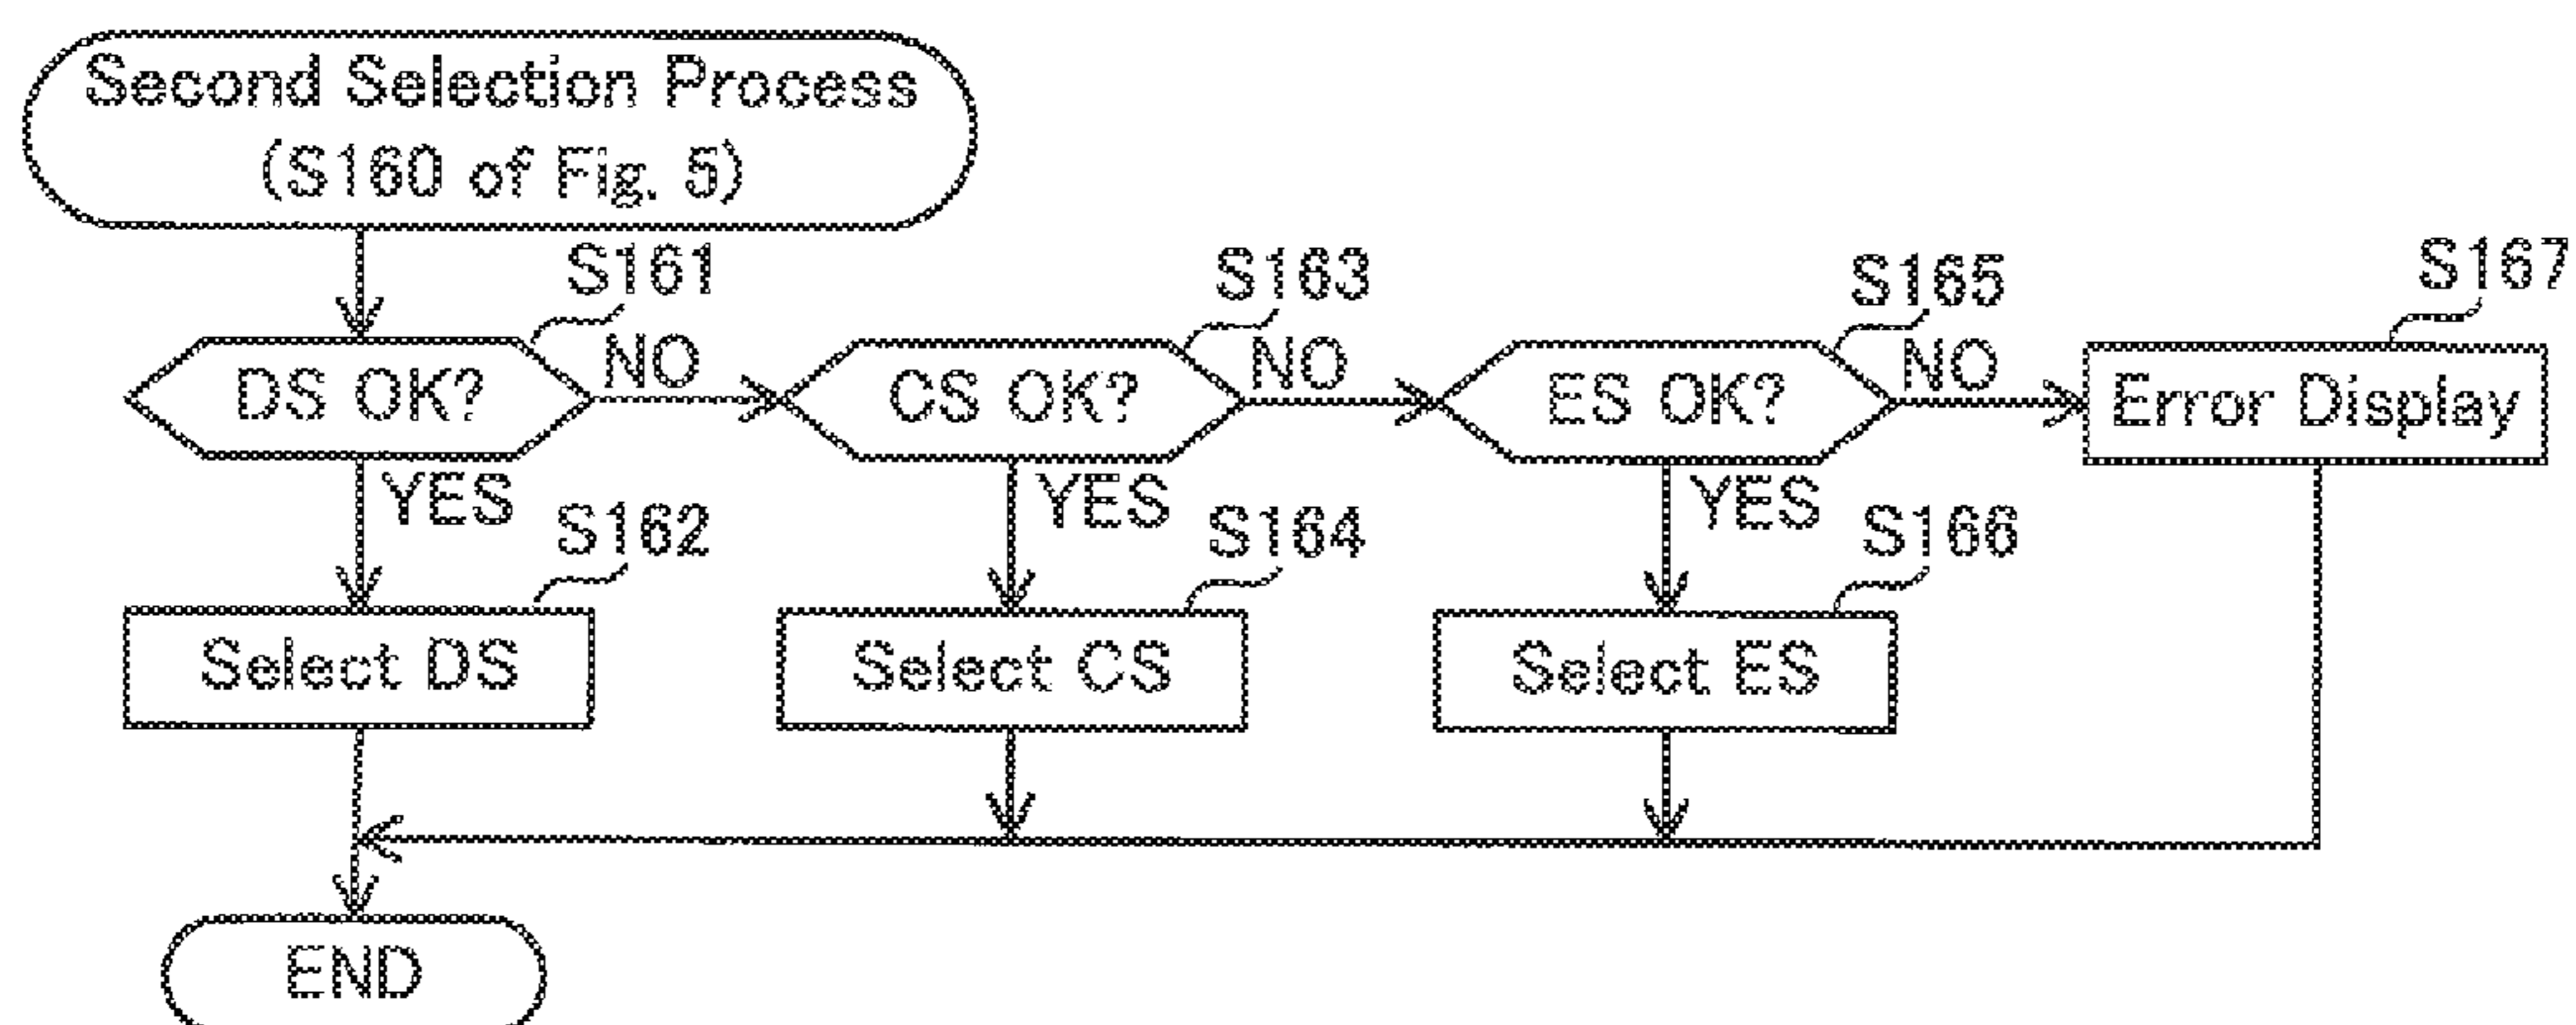 Second Selection Process
(S160 of Fig. 5)
S161
S163
S165
S167
DS OK?
NO
CS OK?
NO
ES OK?
NO
Error Display
YES
YES
YES
S162
S164
S166
Select DS
Select CS
Select ES
END